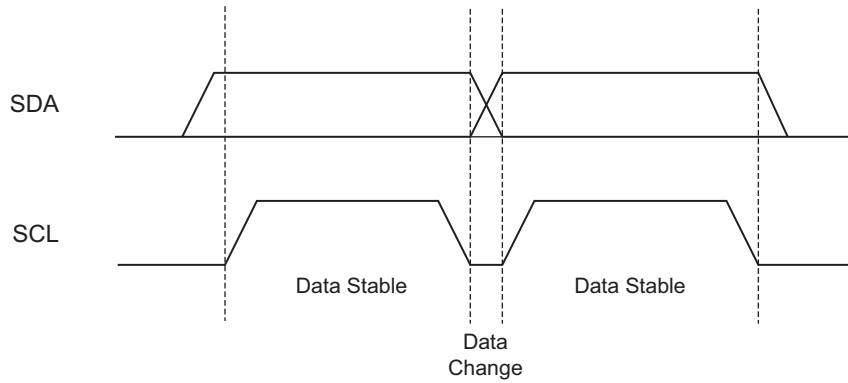 SDA
SCL
Data Stable
Data Stable
Data
Change